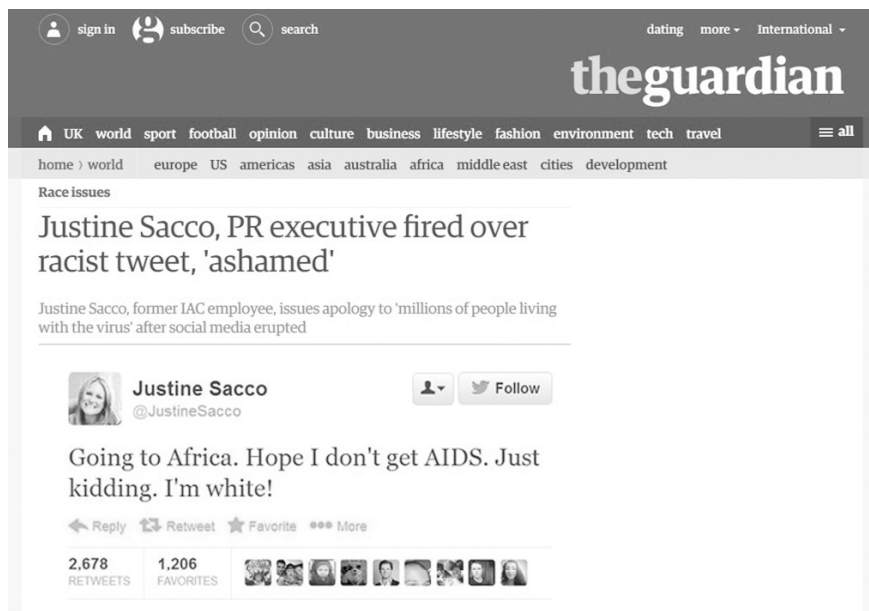 sign in subscribe search dating more International
theguardian
UK world sport football opinion culture business lifestyle fashion environment tech travel all
home › world europe US americas asia australia africa middle east cities development
Race issues
Justine Sacco, PR executive fired over
racist tweet, 'ashamed'
Justine Sacco, former IAC employee, issues apology to 'millions of people living
with the virus' after social media erupted
Justine Sacco Follow
@JustineSacco
Going to Africa. Hope I don't get AIDS. Just
kidding. I'm white!
Reply Retweet Favorite More
2,678 1,206
RETWEETS FAVORITES